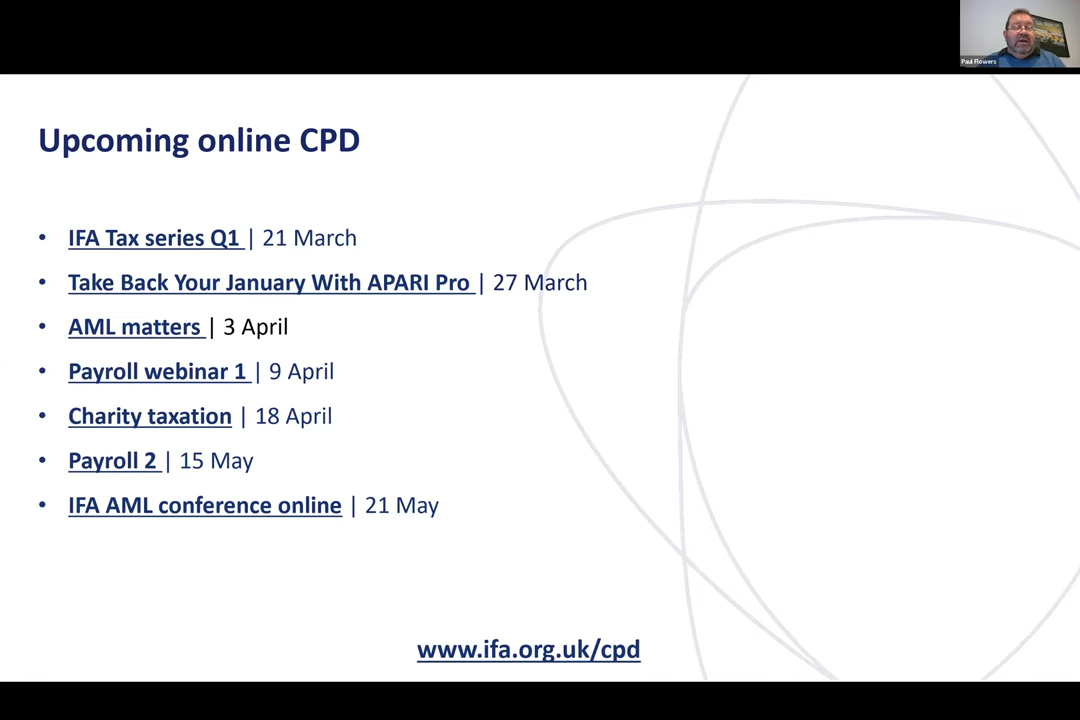 Paul Flowers
Upcoming online CPD
• IFA Tax series Q1 | 21 March
• Take Back Your January With APARI Pro | 27 March
• AML matters | 3 April
• Payroll webinar 1 | 9 April
• Charity taxation | 18 April
• Payroll 2 | 15 May
• IFA AML conference online | 21 May
www.ifa.org.uk/cpd